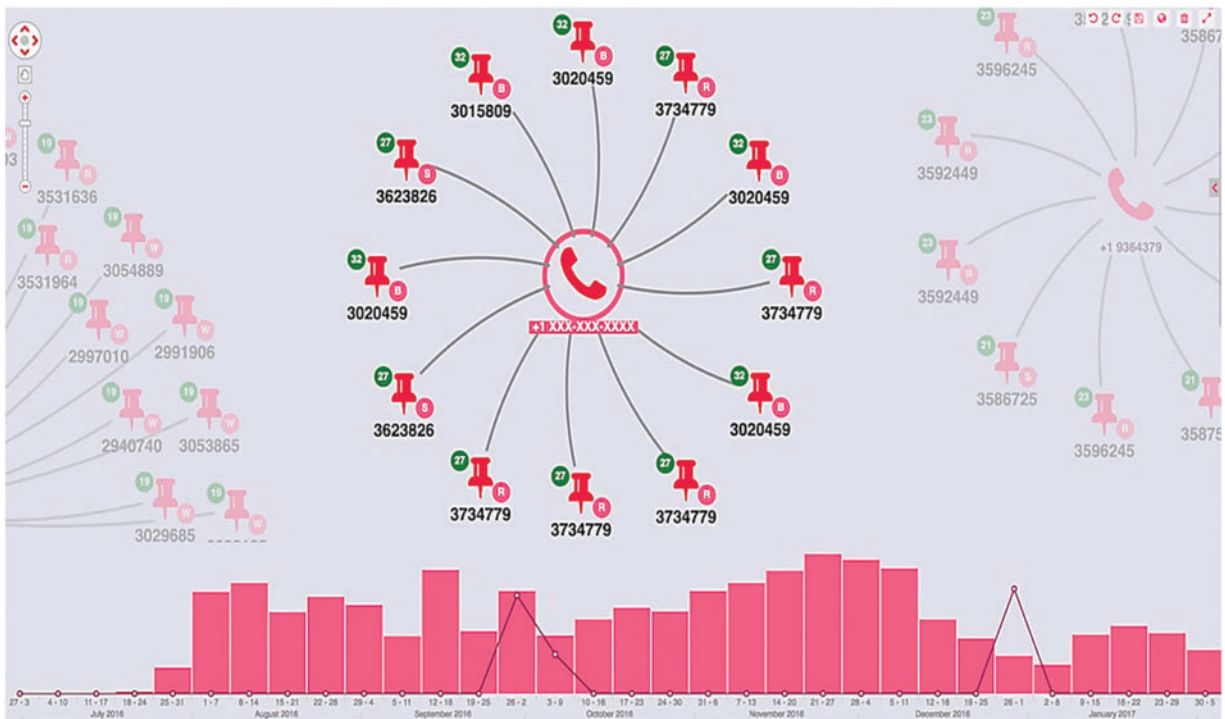 32
B
3020459
32
B
3015809
27
R
3734779
23
R
3596245
27
S
3623826
32
B
3020459
23
R
3592449
19
R
3531636
19
R
3531964
19
W
3054889
32
B
3020459
27
R
3734779
+1 9364379
23
R
3592449
19
W
2997010
19
W
2991906
+1 XXX-XXX-XXXX
27
S
3623826
32
B
3020459
21
S
3586725
19
W
2940740
19
W
3053865
23
R
3596245
21
27
R
3734779
27
R
3734779
27
R
3734779
19
W
3029685
19
W
27 - 3 4 - 10 11 - 17 18 - 24 25 - 31 1 - 7 8 - 14 15 - 21 22 - 28 29 - 4 5 - 11 12 - 18 19 - 25 26 - 2 3 - 9 10 - 16 17 - 23 24 - 30 31 - 6 7 - 13 14 - 20 21 - 27 28 - 4 5 - 11 12 - 18 19 - 25 26 - 1 2 - 8 9 - 15 16 - 22 23 - 29 30 - 5
July 2016 August 2016 September 2016 October 2016 November 2016 December 2016 January 2017